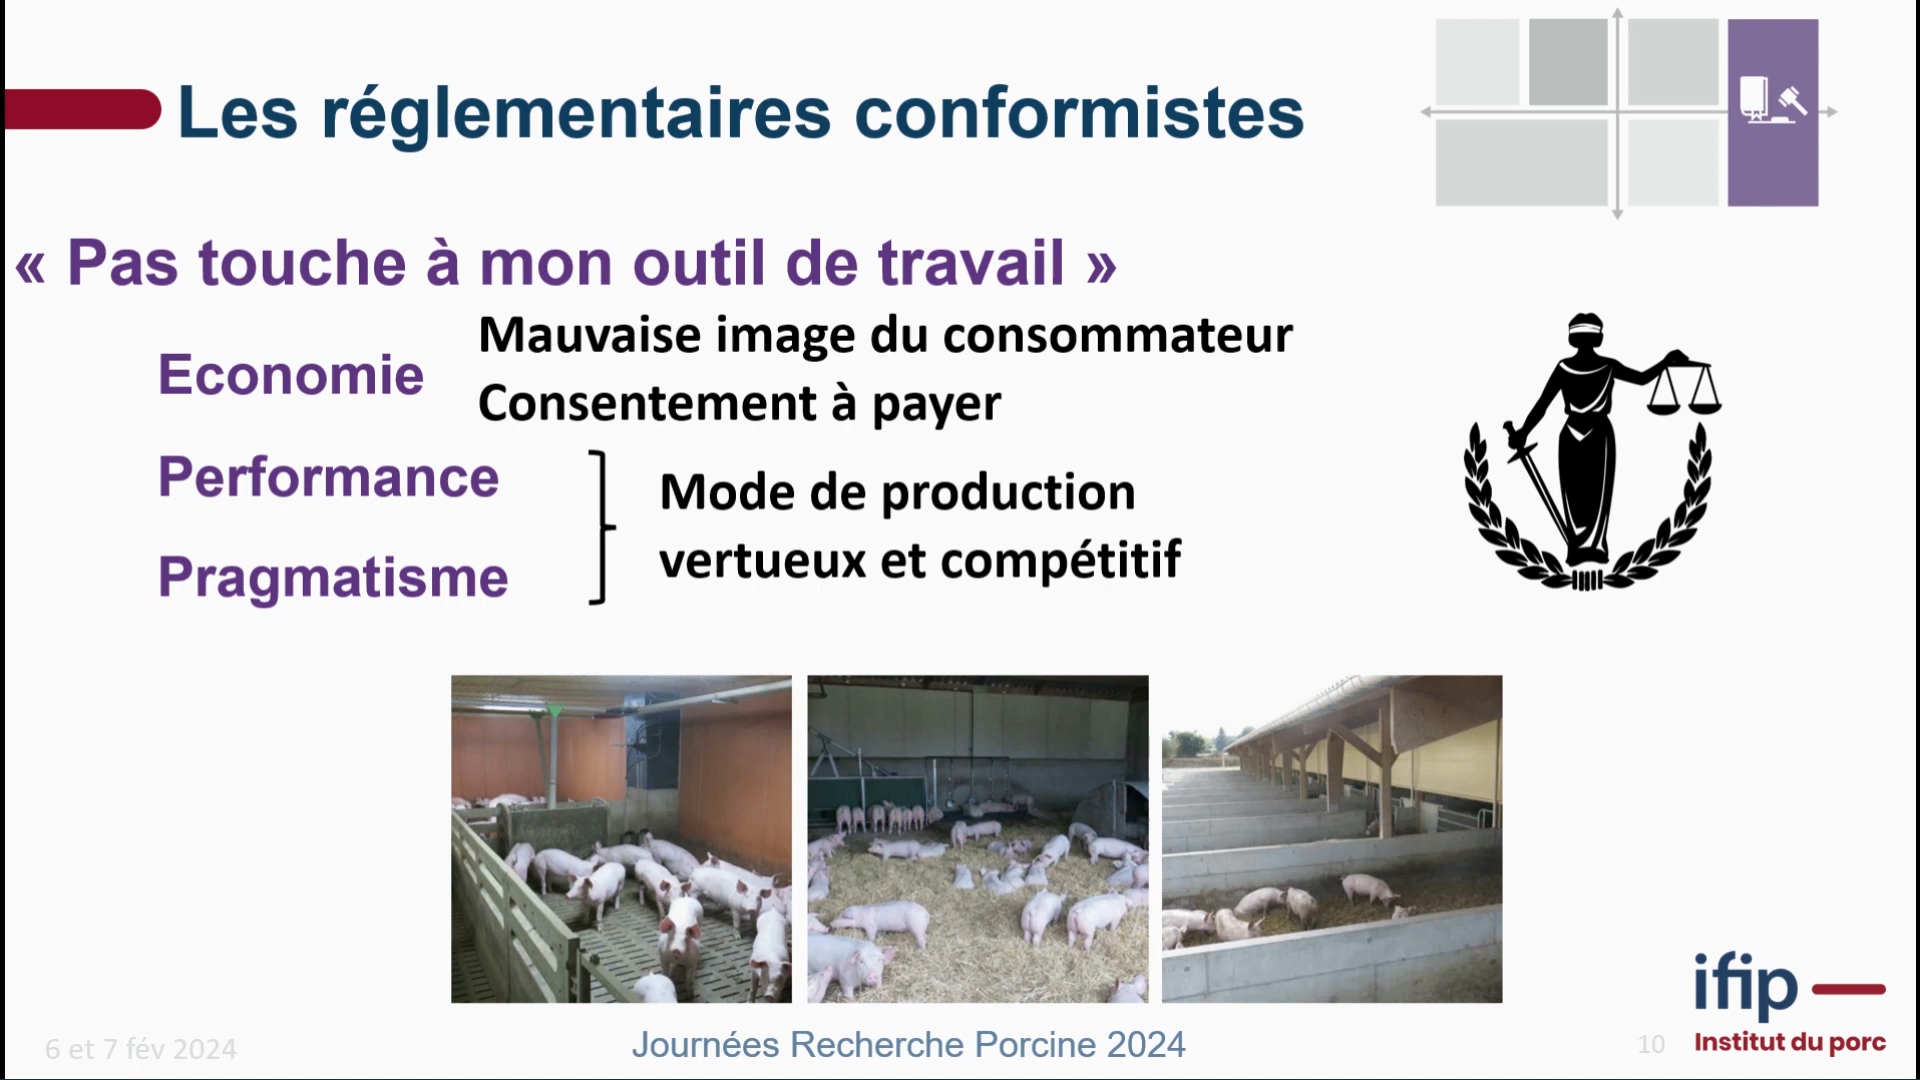 Les réglementaires conformistes
« Pas touche à mon outil de travail »
Economie
Mauvaise image du consommateur
Consentement à payer
Performance
Pragmatisme
Mode de production
vertueux et compétitif
6 et 7 fév 2024
Journées Recherche Porcine 2024
10
ifip
Institut du porc